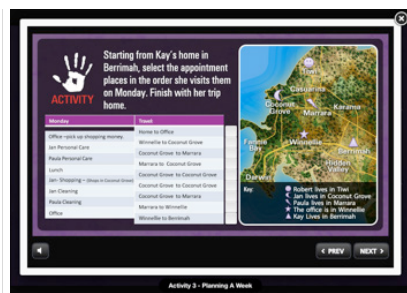 Starting from Kay's home in
Berrimah, select the appointment
places in the order she visits them
on Monday. Finish with her trip
home.
ACTIVITY
Monday
Travel
Office -pick up shopping money
Jan Personal Care
Paula Personal Care
Lunch
Jan- Shopping - (Shops in Coconut Grove)
Jan Cleaning
Paula Cleaning
Office
Home to Office
Winnellie to Coconut Grove
Coconut Grove to Marrara
Marrara to Coconut Grove
Coconut Grove to Coconut Grove
Coconut Grove to Coconut Grove
Coconut Grove to Marrara
Marrara to Winnellie
Winnellie to Berrimah
Tiwi
Casuarina
Coconut
Grove
Marrara
Karama
Fannie
Bay
Winnellie
Berrimah
Hidden
Valley
Darwin
Key:
Robert lives in Tiwi
Jan lives in Coconut Grove
Paula lives in Marrara
The office is in Winnellie
Kay Lives in Berrimah
< PREV
NEXT >
Activity 3 - Planning A Week